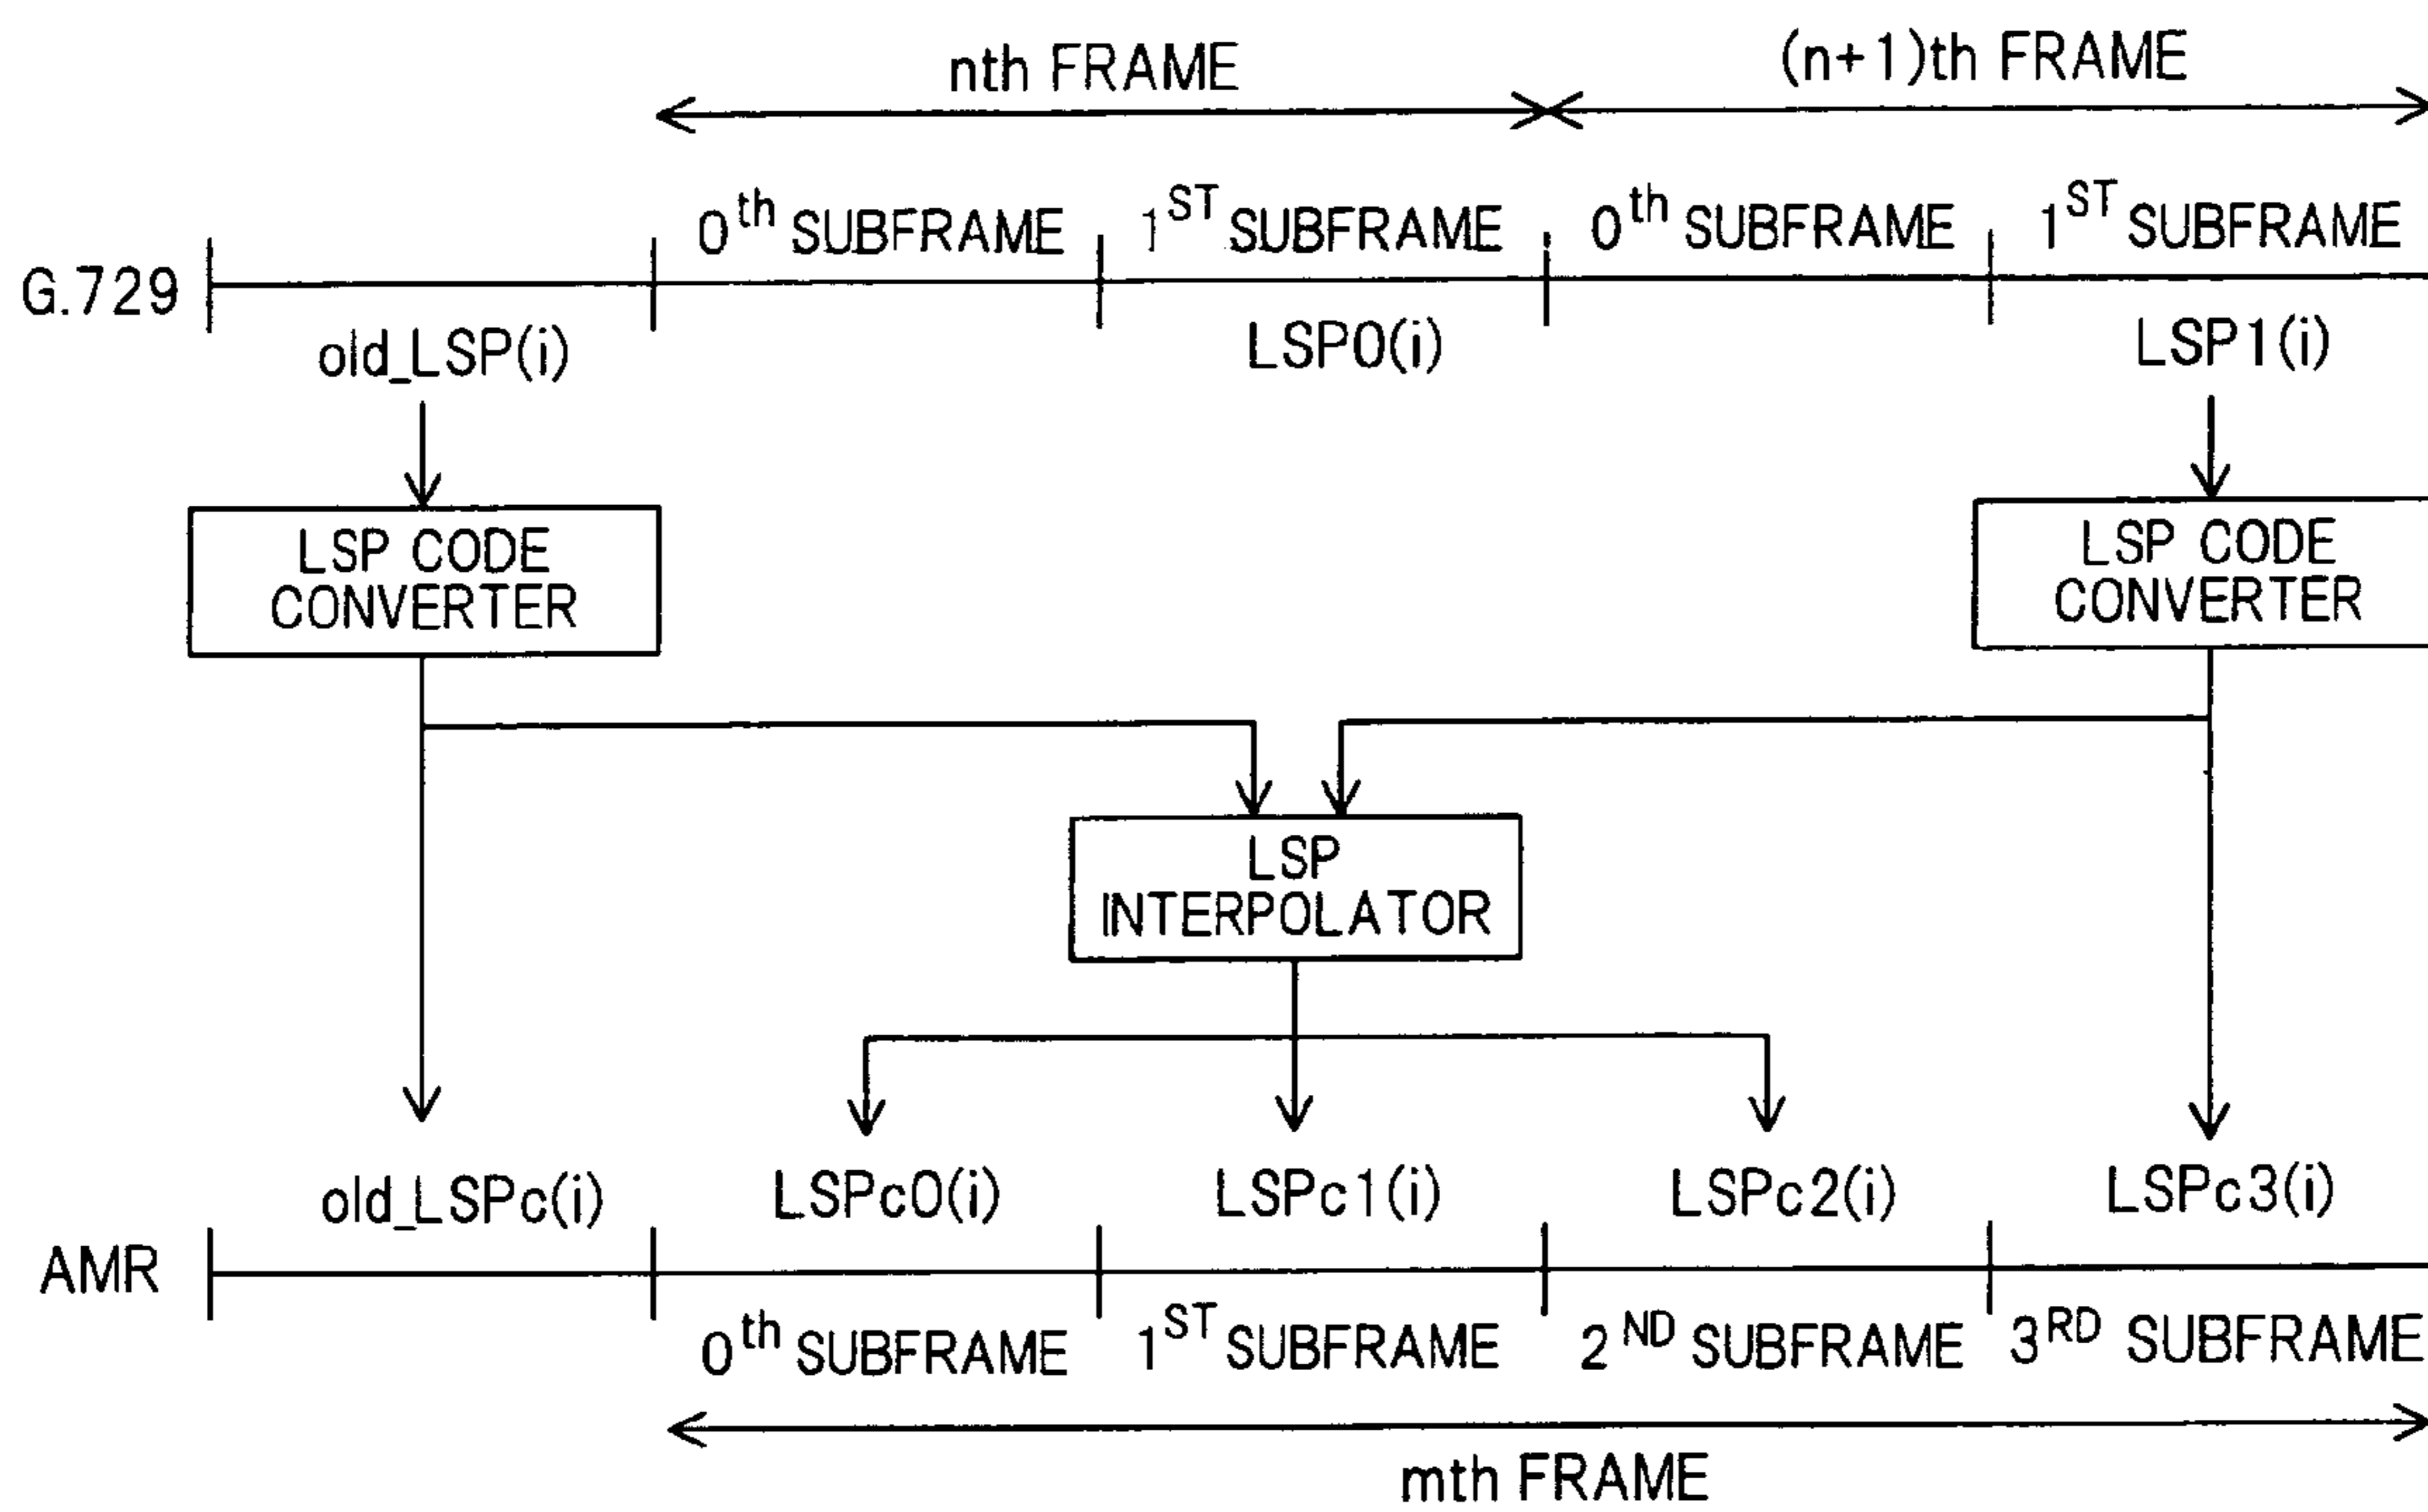 nth FRAME
(n+1)th FRAME
0th SUBFRAME
1ST SUBFRAME
0th SUBFRAME
1ST SUBFRAME
G.729
old_LSP(i)
LSP0(i)
LSP1(i)
LSP CODE
CONVERTER
LSP CODE
CONVERTER
LSP
INTERPOLATOR
old_LSPc(i)
LSPc0(i)
LSPc1(i)
LSPc2(i)
LSPc3(i)
AMR
0th SUBFRAME
1ST SUBFRAME
2ND SUBFRAME
3RD SUBFRAME
mth FRAME